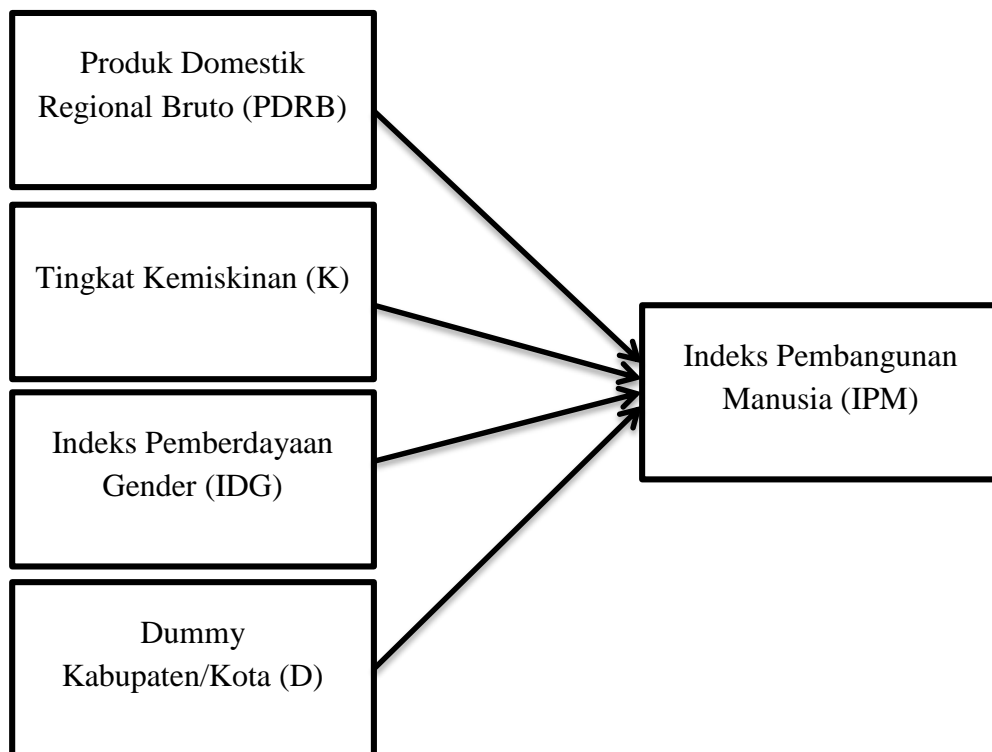 Produk Domestik
Regional Bruto (PDRB)
Tingkat Kemiskinan (K)
Indeks Pemberdayaan
Gender (IDG)
Dummy
Kabupaten/Kota (D)
Indeks Pembangunan
Manusia (IPM)